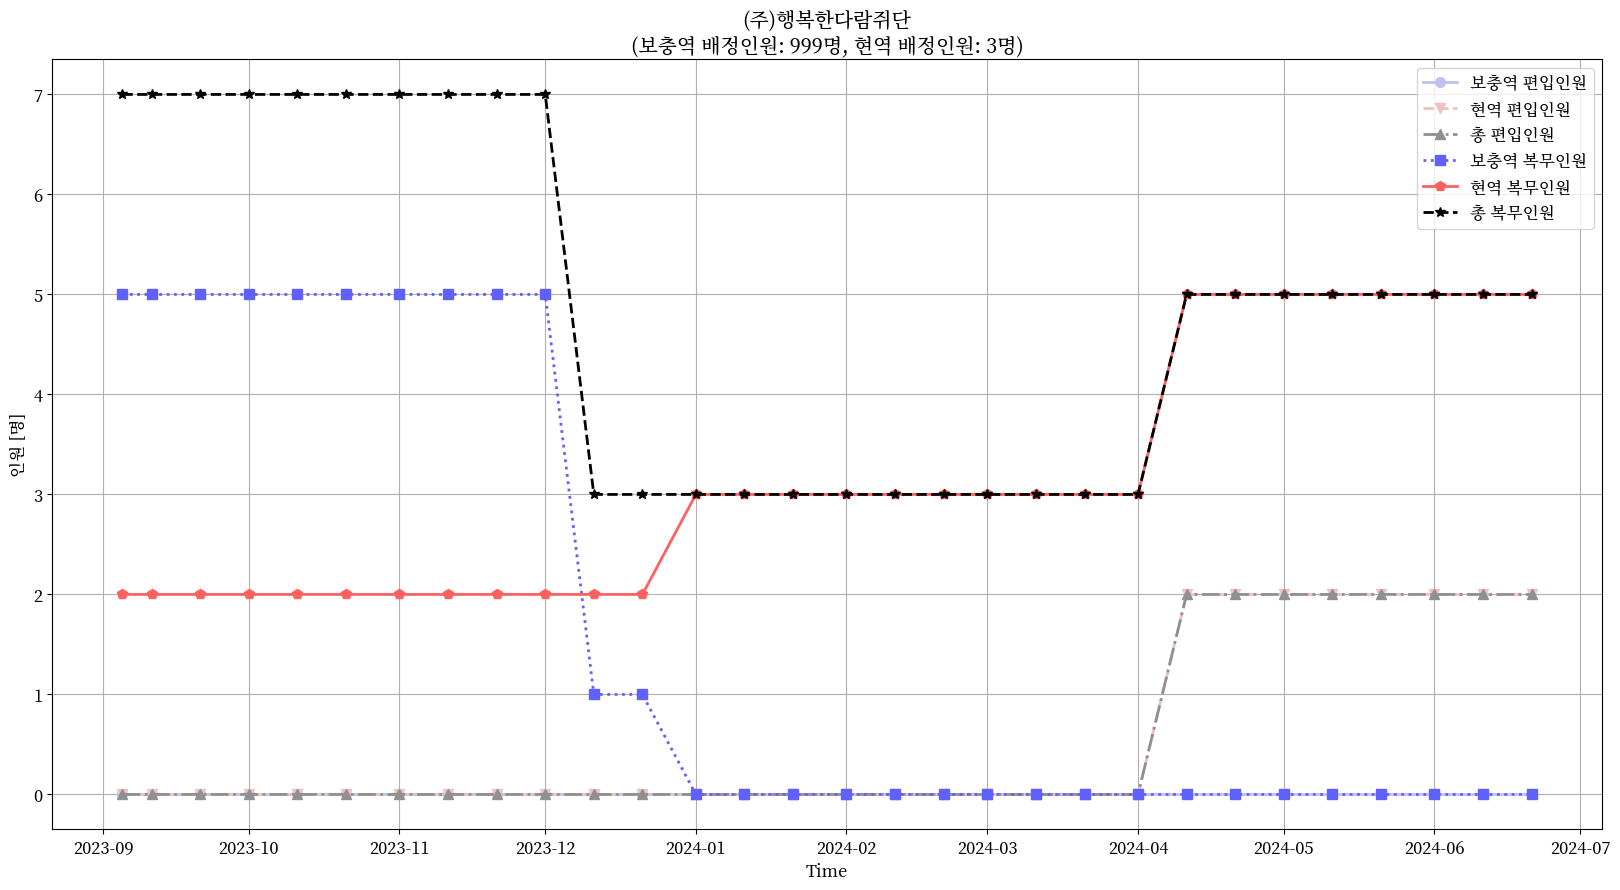 (주)행복한다람쥐단
(보충역 배정인원: 999명, 현역 배정인원: 3명)
보충역 편입인원
현역 편입인원
총 편입인원
보충역 복무인원
현역 복무인원
총 복무인원
인원 [명]
7
6
5
4
3
2
1
0
2023-09
2023-10
2023-11
2023-12
2024-01
2024-02
2024-03
2024-04
2024-05
2024-06
2024-07
Time